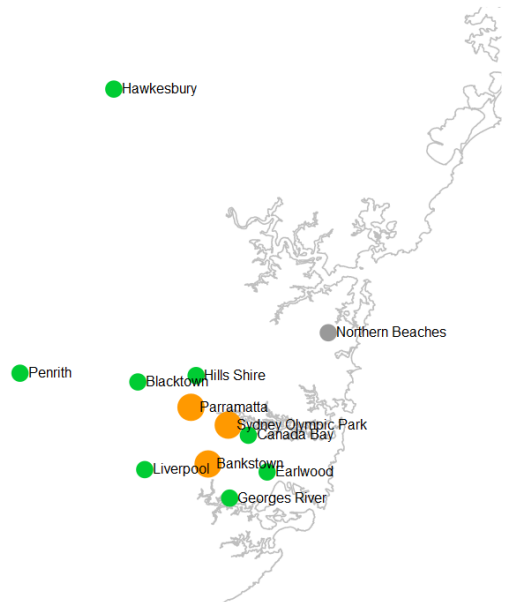 Hawkesbury
Northern Beaches
Penrith
Blacktown
Hills Shire
Parramatta
Sydney Olympic Park
Canada Bay
Liverpool
Bankstown
Earlwood
Georges River